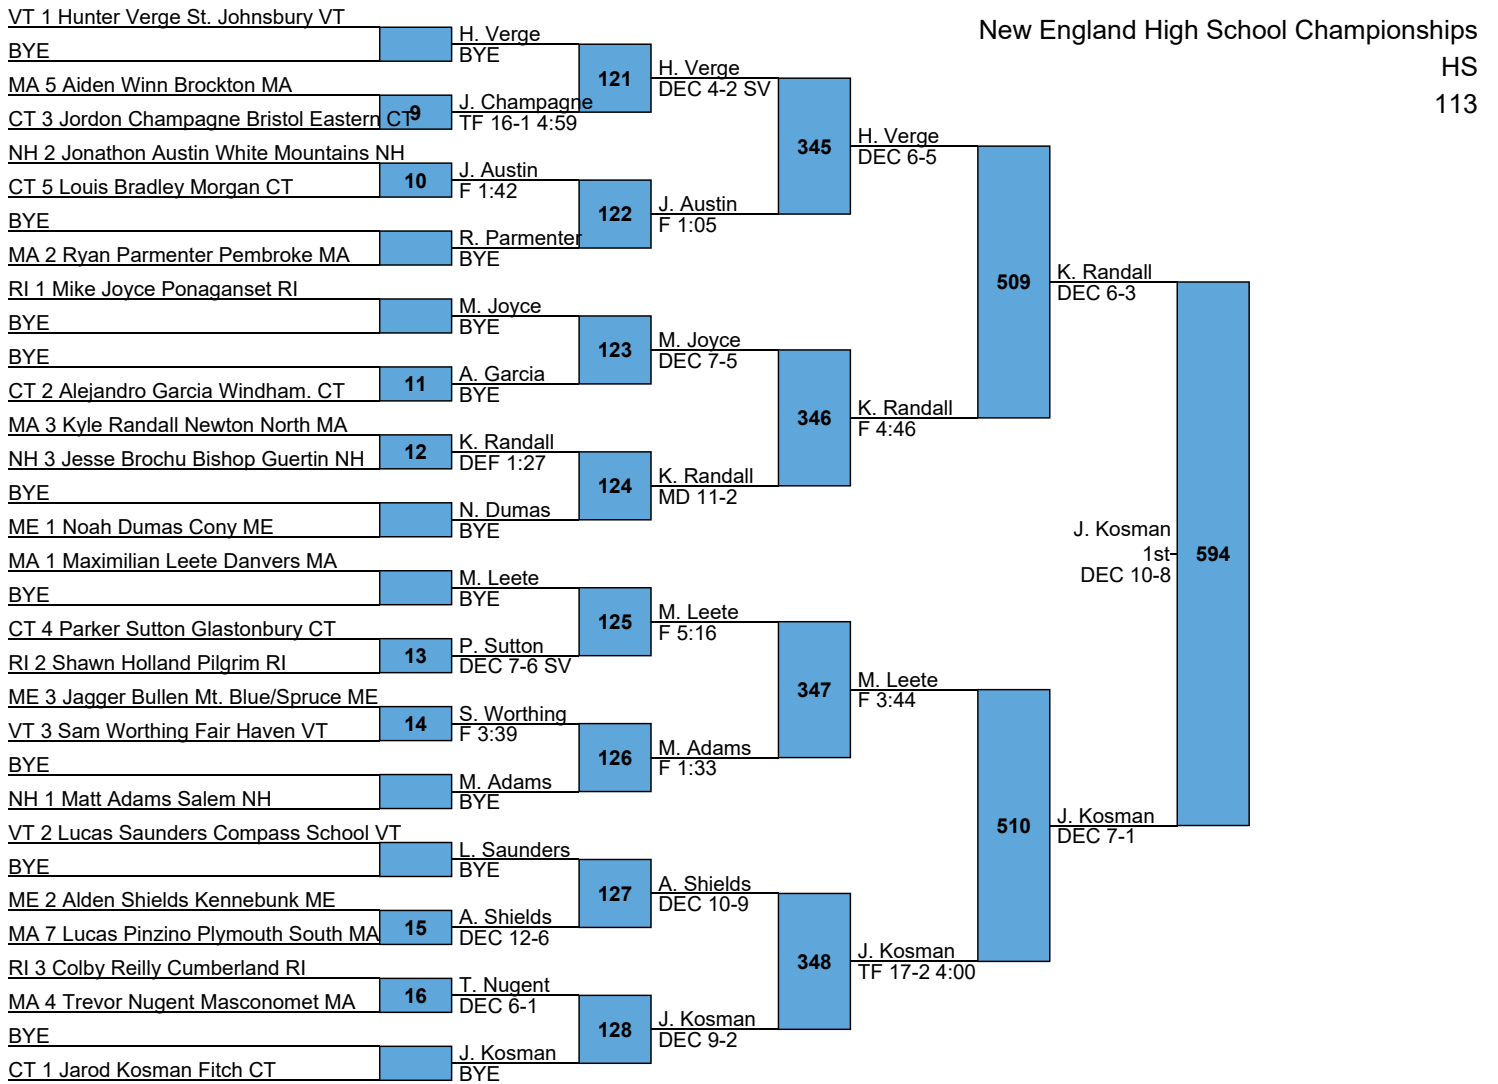 New England High School Championships
HS
113
VT 1 Hunter Verge St. Johnsbury VT
BYE
MA 5 Aiden Winn Brockton MA
CT 3 Jordon Champagne Bristol Eastern CT
NH 2 Jonathon Austin White Mountains NH
CT 5 Louis Bradley Morgan CT
BYE
MA 2 Ryan Parmenter Pembroke MA
RI 1 Mike Joyce Ponaganset RI
BYE
BYE
CT 2 Alejandro Garcia Windham. CT
MA 3 Kyle Randall Newton North MA
NH 3 Jesse Brochu Bishop Guertin NH
BYE
ME 1 Noah Dumas Cony ME
MA 1 Maximilian Leete Danvers MA
BYE
CT 4 Parker Sutton Glastonbury CT
RI 2 Shawn Holland Pilgrim RI
ME 3 Jagger Bullen Mt. Blue/Spruce ME
VT 3 Sam Worthing Fair Haven VT
BYE
NH 1 Matt Adams Salem NH
VT 2 Lucas Saunders Compass School VT
BYE
ME 2 Alden Shields Kennebunk ME
MA 7 Lucas Pinzino Plymouth South MA
RI 3 Colby Reilly Cumberland RI
MA 4 Trevor Nugent Masconomet MA
BYE
CT 1 Jarod Kosman Fitch CT
9
10
11
12
13
14
15
16
H. Verge
BYE
J. Champagne
TF 16-1 4:59
J. Austin
F 1:42
R. Parmenter
BYE
M. Joyce
BYE
A. Garcia
BYE
K. Randall
DEF 1:27
N. Dumas
BYE
M. Leete
BYE
P. Sutton
DEC 7-6 SV
S. Worthing
F 3:39
M. Adams
BYE
L. Saunders
BYE
A. Shields
DEC 12-6
T. Nugent
DEC 6-1
J. Kosman
BYE
121
122
123
124
125
126
127
128
H. Verge
DEC 4-2 SV
J. Austin
F 1:05
M. Joyce
DEC 7-5
K. Randall
MD 11-2
M. Leete
F 5:16
M. Adams
F 1:33
A. Shields
DEC 10-9
J. Kosman
DEC 9-2
345
346
347
348
H. Verge
DEC 6-5
K. Randall
F 4:46
M. Leete
F 3:44
J. Kosman
TF 17-2 4:00
509
510
K. Randall
DEC 6-3
J. Kosman
DEC 7-1
J. Kosman
1st
DEC 10-8
594